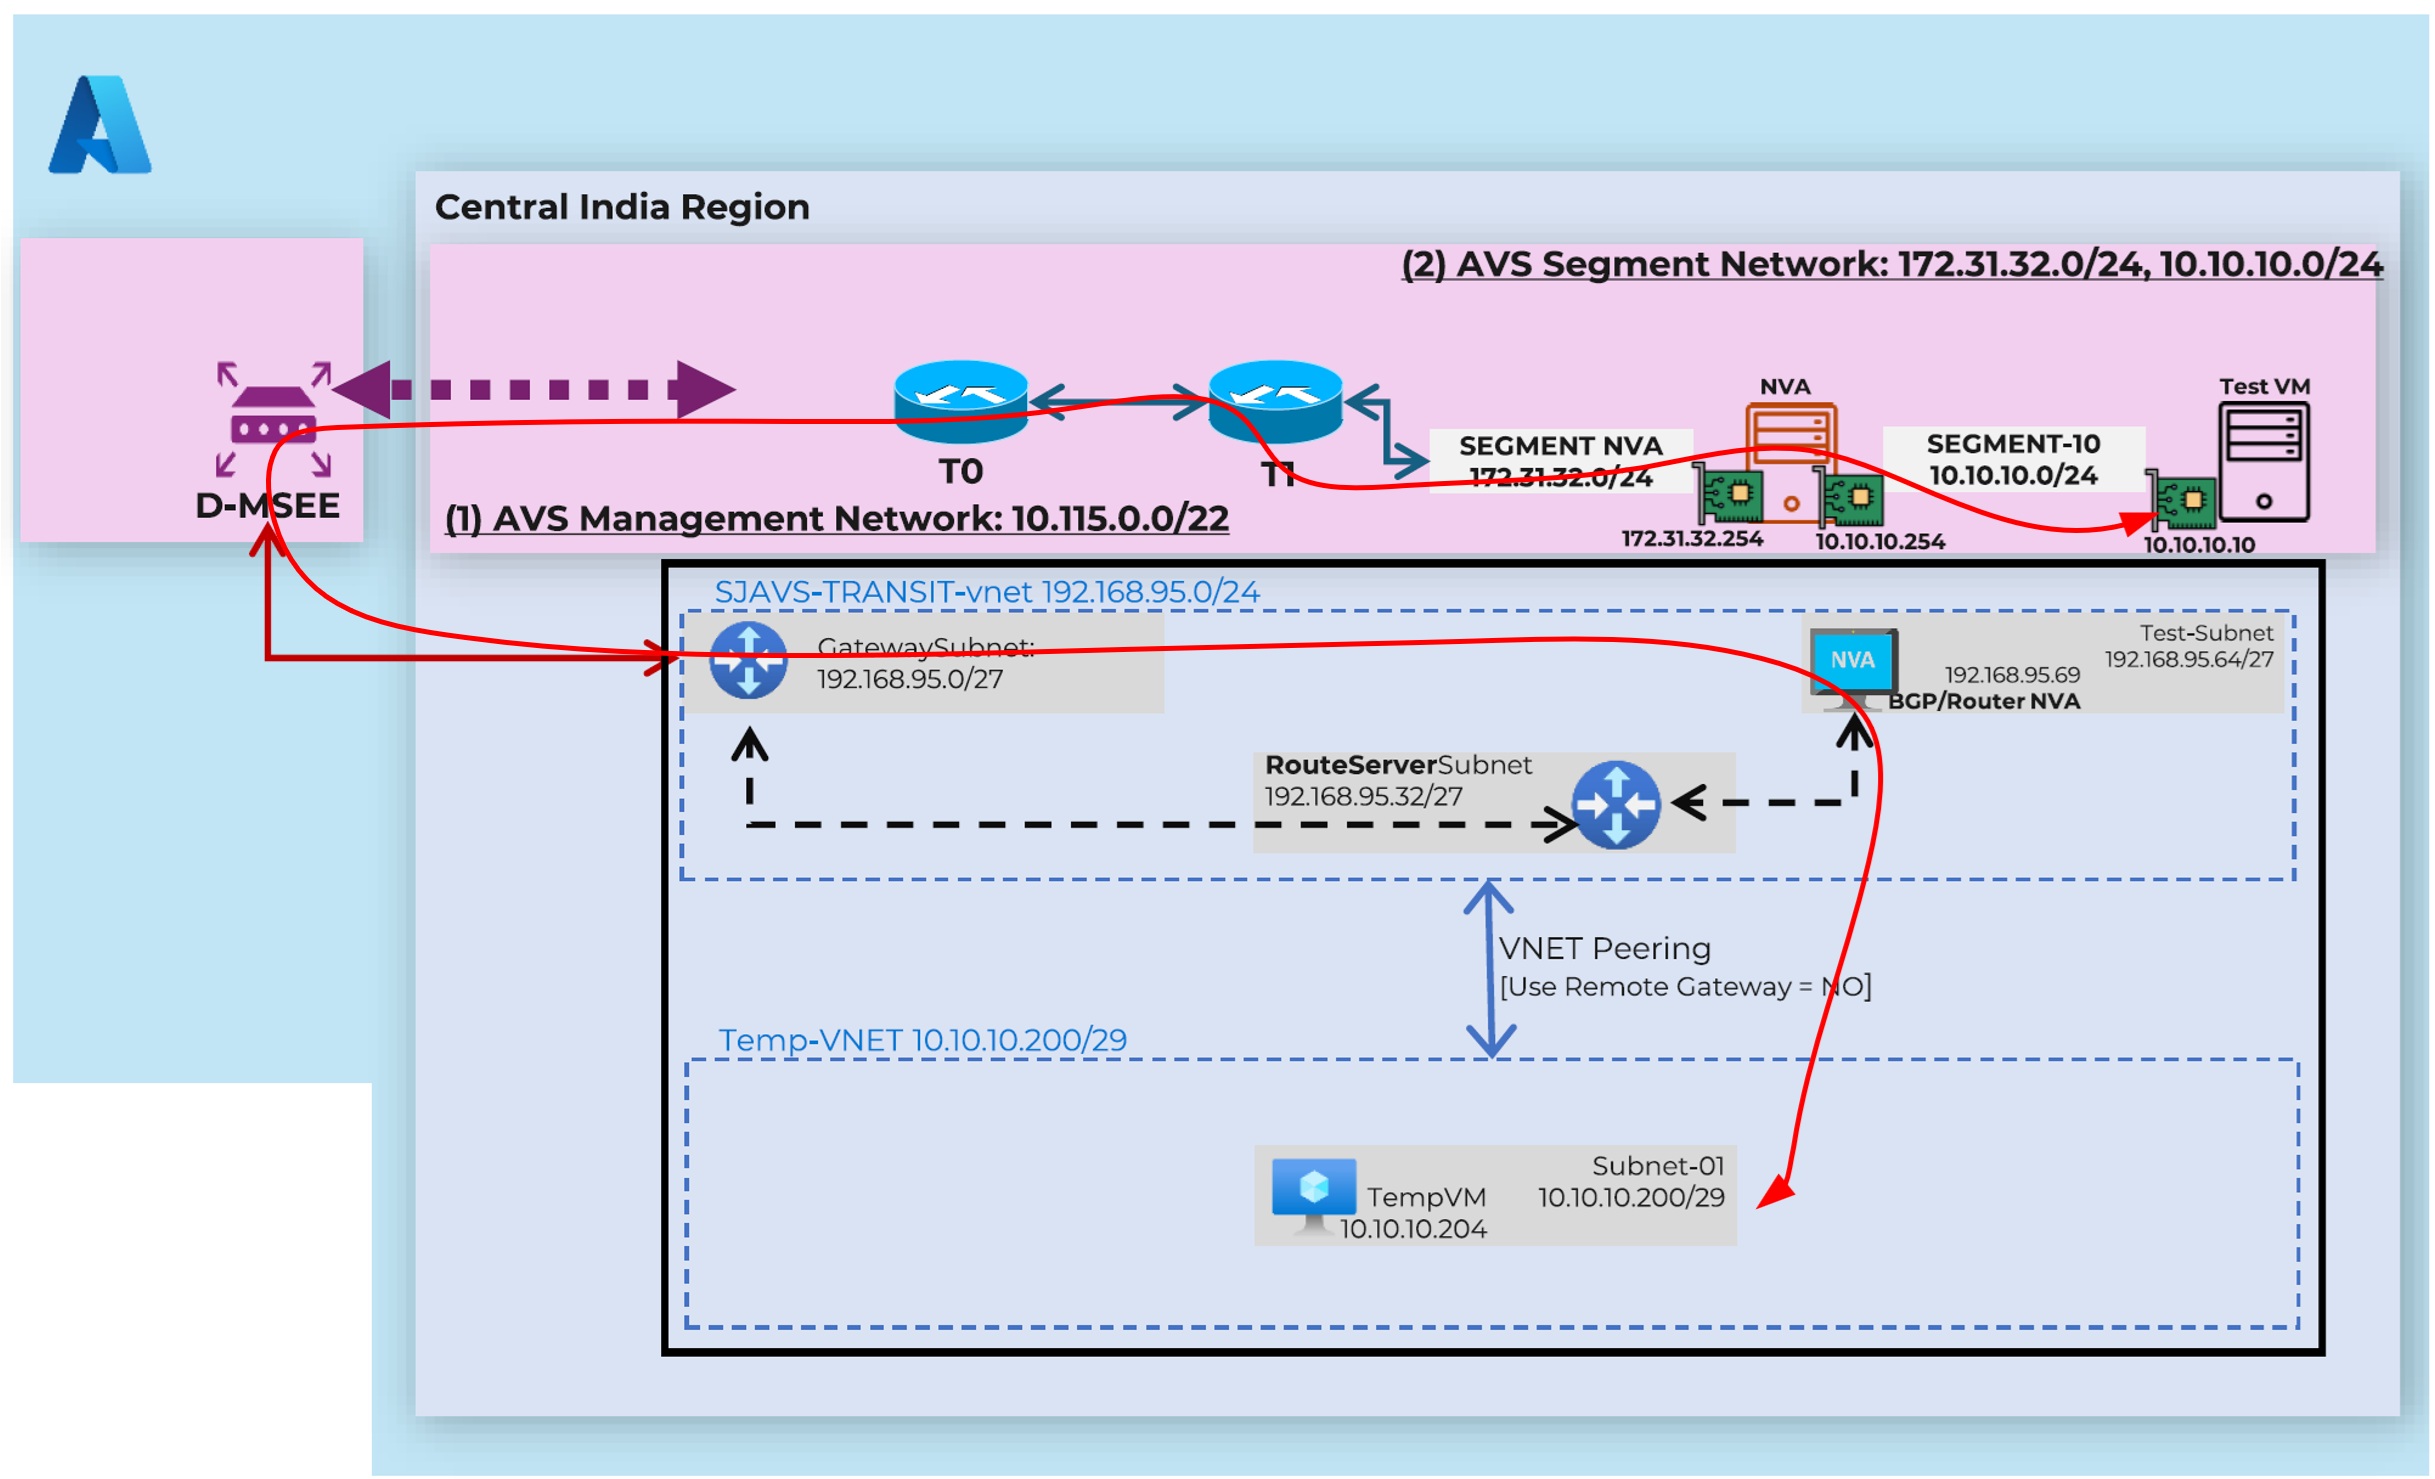 Central India Region
(2) AVS Segment Network: 172.31.32.0/24, 10.10.10.0/24
NVA
Test VM
SEGMENT NVA
172.31.32.0/24
SEGMENT-10
10.10.10.0/24
T0
T1
D-MSEE
(1) AVS Management Network: 10.115.0.0/22
172.31.32.254
10.10.10.254
10.10.10.10
SJAVS-TRANSIT-vnet 192.168.95.0/24
GatewaySubnet:
192.168.95.0/27
NVA
Test-Subnet
192.168.95.64/27
192.168.95.69
BGP/Router NVA
RouteServerSubnet
192.168.95.32/27
VNET Peering
[Use Remote Gateway = NO]
Temp-VNET 10.10.10.200/29
Subnet-01
10.10.10.200/29
TempVM
10.10.10.204